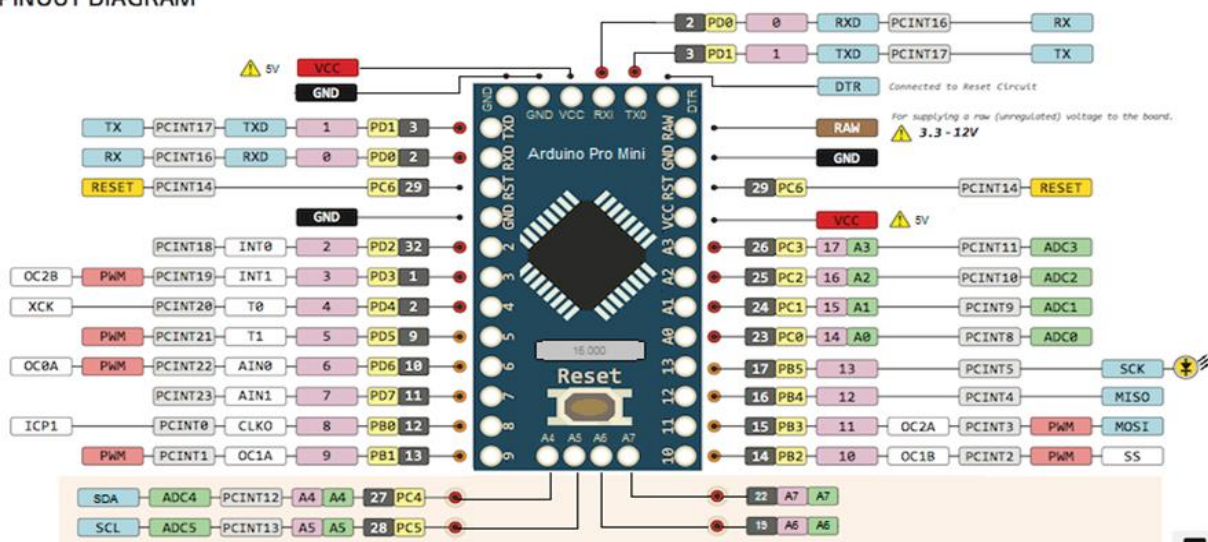 PINOUT DIAGRAM
2 PD0 0 RXD PCINT16 RX
3 PD1 1 TXD PCINT17 TX
5V VCC
GND
DTR Connected to Reset Circuit
GND GND VCC RXI TX0 DTR
For supplying a raw (unregulated) voltage to the board.
RAW 3.3 - 12V
TX PCINT17 TXD 1 PD1 3 TXD
RAW
RX PCINT16 RXD 0 PD0 2 RXD
Arduino Pro Mini
GND GND
RESET PCINT14 PC6 29 RST
RST 29 PC6 PCINT14 RESET
GND GND
VCC VCC 5V
PCINT18 INT0 2 PD2 32 2
A3 26 PC3 17 A3 PCINT11 ADC3
OC2B PWM PCINT19 INT1 3 PD3 1 3
A2 25 PC2 16 A2 PCINT10 ADC2
XCK PCINT20 T0 4 PD4 2 4
A1 24 PC1 15 A1 PCINT9 ADC1
PWM PCINT21 T1 5 PD5 9 5
A0 23 PC0 14 A0 PCINT8 ADC0
16.000
OC0A PWM PCINT22 AIN0 6 PD6 10 6
13 17 PB5 13 PCINT5 SCK
Reset
PCINT23 AIN1 7 PD7 11 7
12 16 PB4 12 PCINT4 MISO
ICP1 PCINT0 CLKO 8 PB0 12 8
11 15 PB3 11 OC2A PCINT3 PWM MOSI
A4 A5 A6 A7
PWM PCINT1 OC1A 9 PB1 13 9
10 14 PB2 10 OC1B PCINT2 PWM SS
SDA ADC4 PCINT12 A4 A4 27 PC4
22 A7 A7
SCL ADC5 PCINT13 A5 A5 28 PC5
19 A6 A6